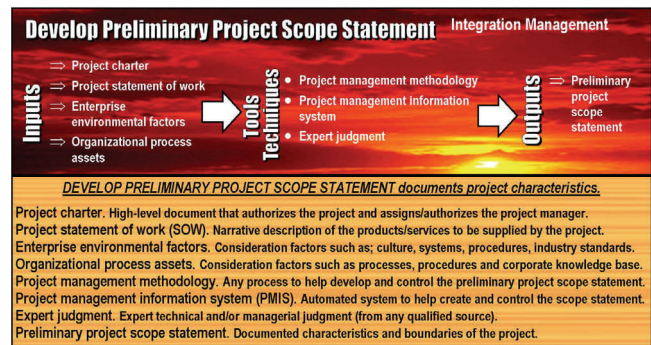 Develop Preliminary Project Scope Statement Integration Management
Inputs
⇒ Project charter
⇒ Project statement of work
⇒ Enterprise
environmental factors
⇒ Organizational process
assets
Tools
Techniques
• Project management methodology
• Project management information
system
• Expert judgment
Outputs
⇒ Preliminary
project
scope
statement
DEVELOP PRELIMINARY PROJECT SCOPE STATEMENT documents project characteristics.
Project charter. High-level document that authorizes the project and assigns/authorizes the project manager.
Project statement of work (SOW). Narrative description of the products/services to be supplied by the project.
Enterprise environmental factors. Consideration factors such as; culture, systems, procedures, industry standards.
Organizational process assets. Consideration factors such as processes, procedures and corporate knowledge base.
Project management methodology. Any process to help develop and control the preliminary project scope statement.
Project management information system (PMIS). Automated system to help create and control the scope statement.
Expert judgment. Expert technical and/or managerial judgment (from any qualified source).
Preliminary project scope statement. Documented characteristics and boundaries of the project.